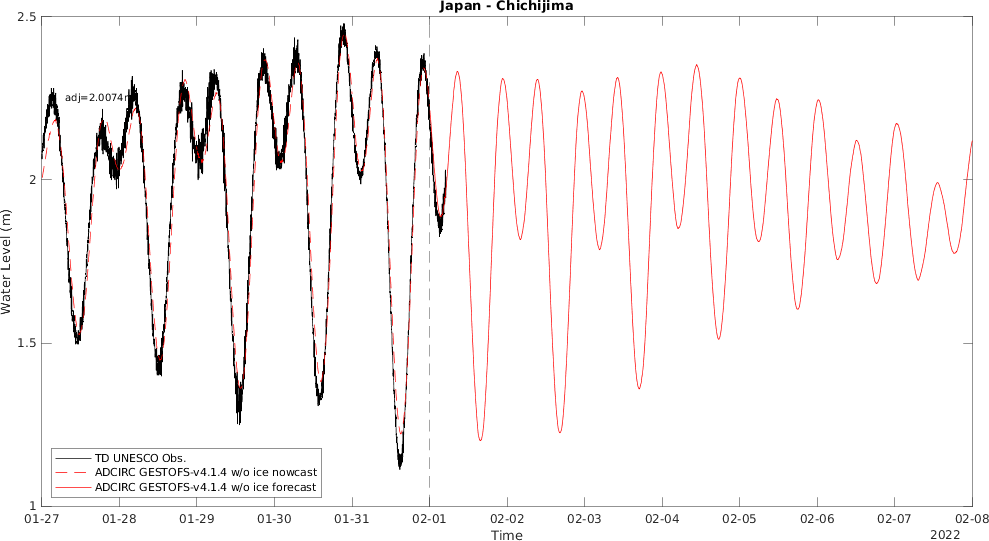 Japan - Chichijima
2.5
adj=2.0074m
2
Water Level (m)
1.5
TD UNESCO Obs.
ADCIRC GESTOFS-v4.1.4 w/o ice nowcast
ADCIRC GESTOFS-v4.1.4 w/o ice forecast
1
01-27 01-28 01-29 01-30 01-31 02-01 02-02 02-03 02-04 02-05 02-06 02-07 02-08
Time
2022